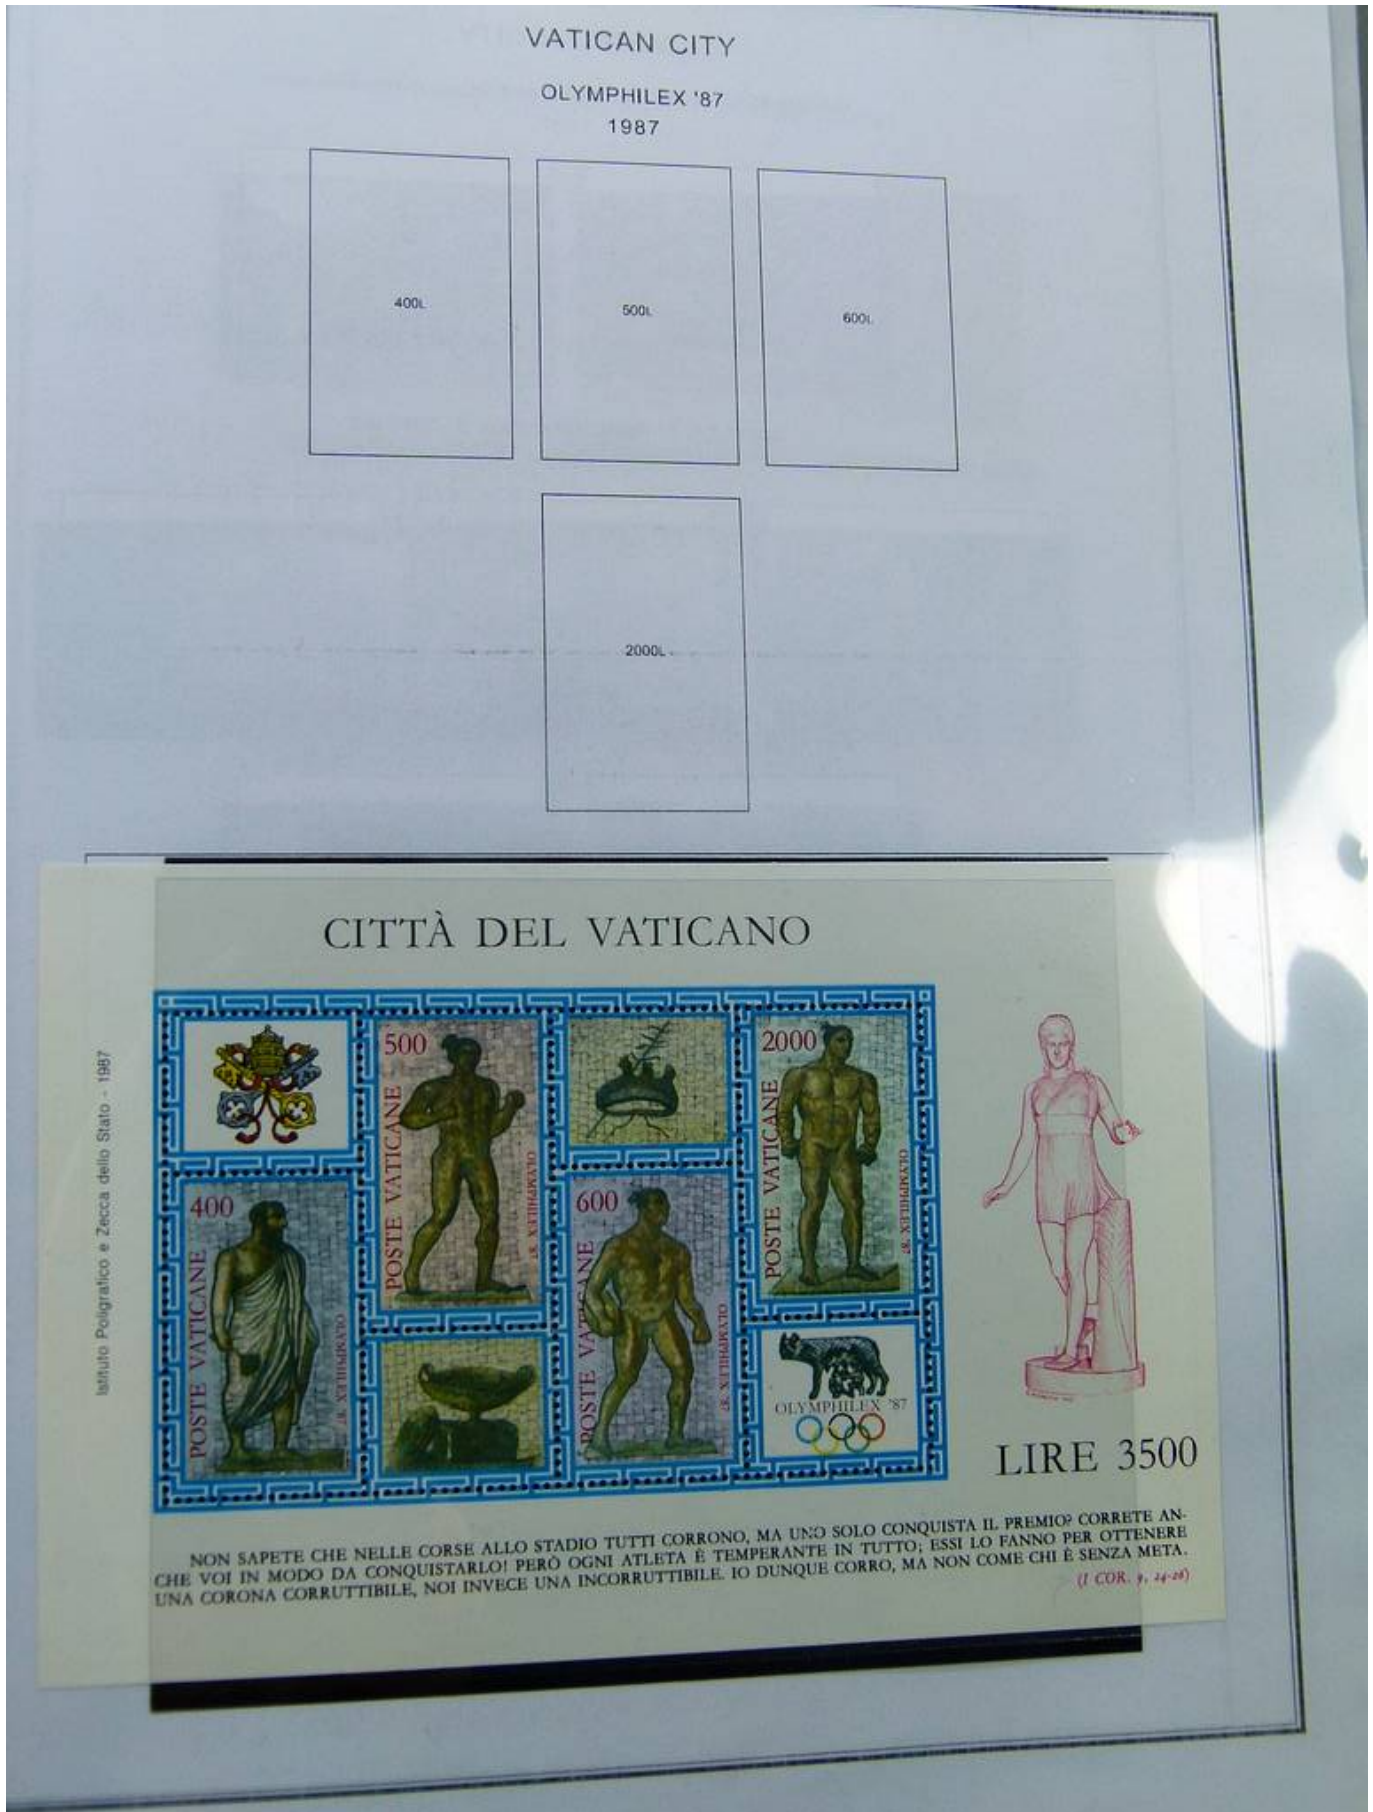 VATICAN CITY
OLYMPHILEX '87
1987
400L
500L
600L
2000L
CITTÀ DEL VATICANO
Istituto Poligrafico e Zecca dello Stato - 1987
500
POSTE VATICANE
OLYMPHILEX '87
2000
POSTE VATICANE
OLYMPHILEX '87
400
POSTE VATICANE
OLYMPHILEX '87
600
POSTE VATICANE
OLYMPHILEX '87
OLYMPHILEX '87
LIRE 3500
NON SAPETE CHE NELLE CORSE ALLO STADIO TUTTI CORRONO, MA UNO SOLO CONQUISTA IL PREMIO? CORRETE AN-
CHE VOI IN MODO DA CONQUISTARLO! PERÒ OGNI ATLETA È TEMPERANTE IN TUTTO; ESSI LO FANNO PER OTTENERE
UNA CORONA CORRUTTIBILE, NOI INVECE UNA INCORRUTTIBILE. IO DUNQUE CORRO, MA NON COME CHI È SENZA META.
(I COR. 9, 24-26)